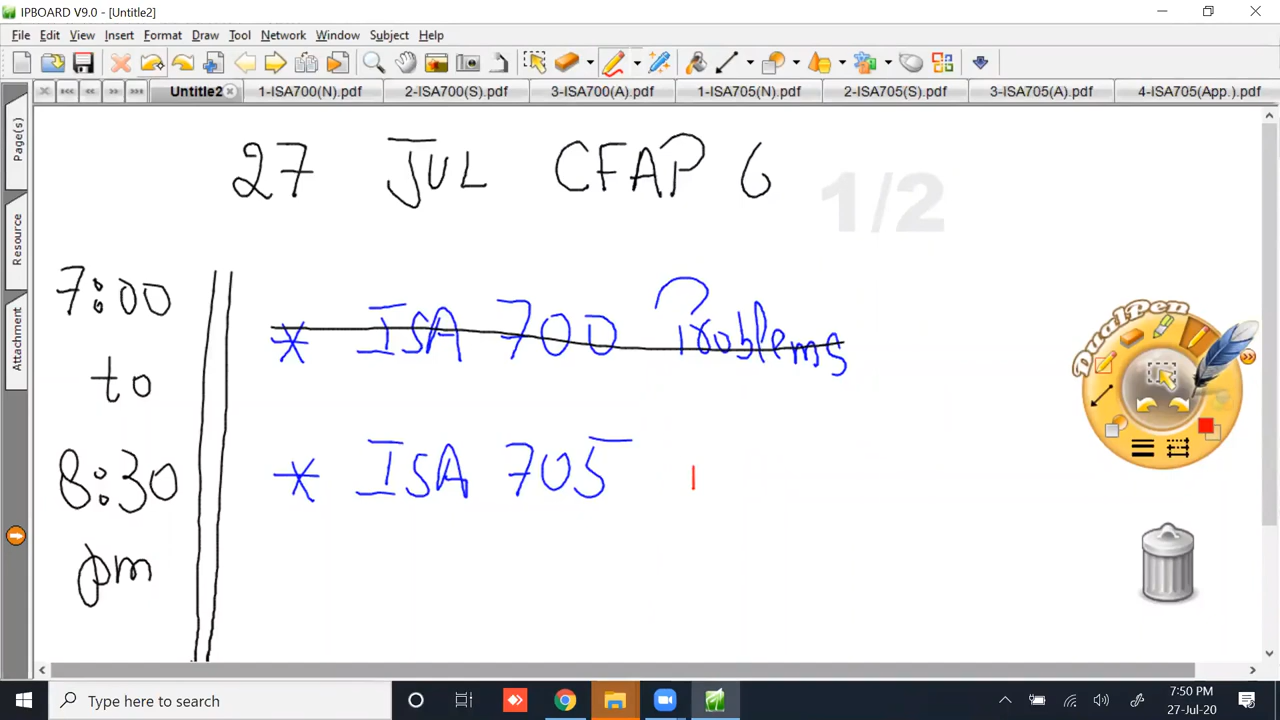 IPBOARD V9.0 - [Untitle2]
File Edit View Insert Format Draw Tool Network Window Subject Help
Untitle2 1-ISA700(N).pdf 2-ISA700(S).pdf 3-ISA700(A).pdf 1-ISA705(N).pdf 2-ISA705(S).pdf 3-ISA705(A).pdf 4-ISA705(App.).pdf
Page(s)
Resource
Attachment
27 JUL CFAP 6
1/2
7:00
to
8:30
pm
* ISA 700 Problems
* ISA 705
DualPen
Type here to search
7:50 PM
27-Jul-20